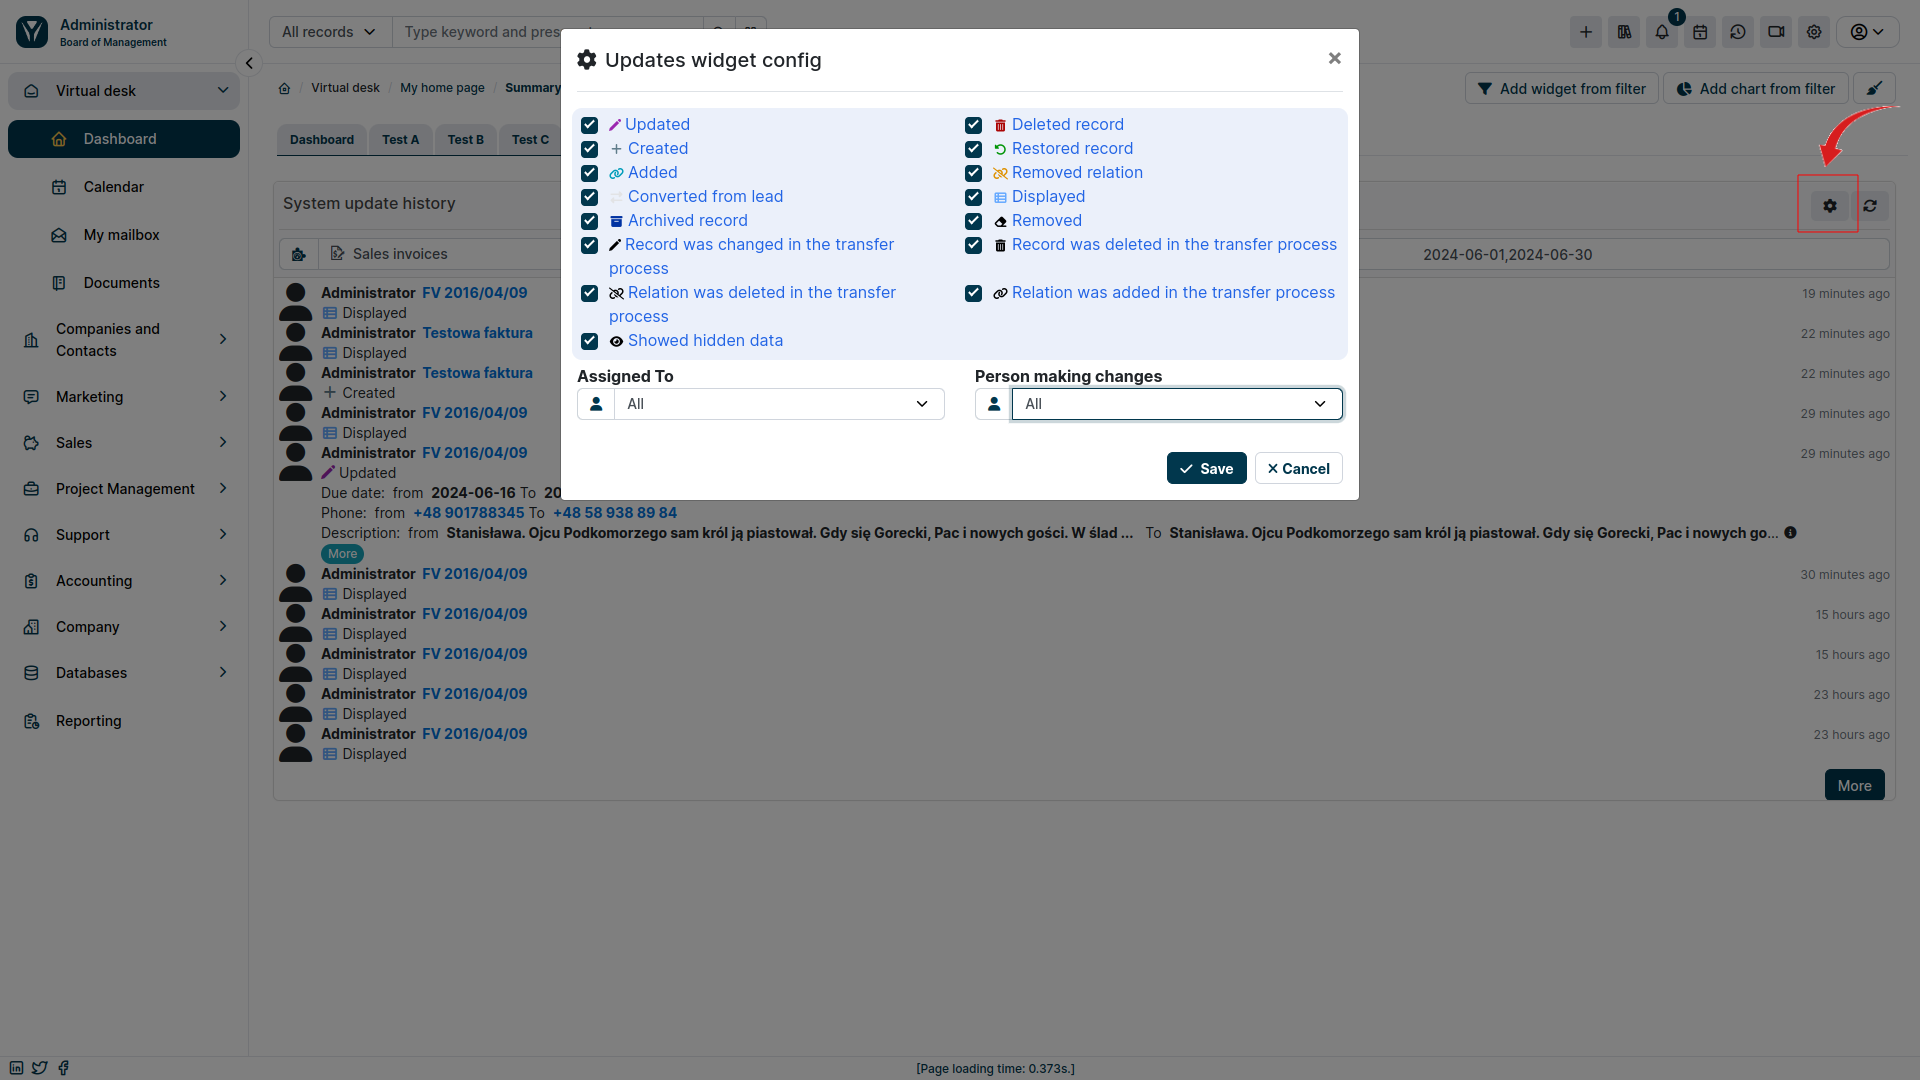 Administrator
Board of Management
All records
Type keyword and pres
1
Virtual desk
Dashboard
Calendar
My mailbox
Documents
Companies and
Contacts
Marketing
Sales
Project Management
Support
Accounting
Company
Databases
Reporting
/ Virtual desk / My home page / Summary
Add widget from filter
Add chart from filter
Dashboard
Test A
Test B
Test C
System update history
Sales invoices
2024-06-01,2024-06-30
Administrator FV 2016/04/09
19 minutes ago
Displayed
Administrator Testowa faktura
22 minutes ago
Displayed
Administrator Testowa faktura
22 minutes ago
Created
Administrator FV 2016/04/09
29 minutes ago
Displayed
Administrator FV 2016/04/09
29 minutes ago
Updated
Due date: from 2024-06-16 To 20
Phone: from +48 901788345 To +48 58 938 89 84
Description: from Stanisława. Ojcu Podkomorzego sam król ją piastował. Gdy się Gorecki, Pac i nowych gości. W ślad ... To Stanisława. Ojcu Podkomorzego sam król ją piastował. Gdy się Gorecki, Pac i nowych go...
More
Administrator FV 2016/04/09
30 minutes ago
Displayed
Administrator FV 2016/04/09
15 hours ago
Displayed
Administrator FV 2016/04/09
15 hours ago
Displayed
Administrator FV 2016/04/09
23 hours ago
Displayed
Administrator FV 2016/04/09
23 hours ago
Displayed
More
Updates widget config
Updated
Deleted record
Created
Restored record
Added
Removed relation
Converted from lead
Displayed
Archived record
Removed
Record was changed in the transfer
process
Record was deleted in the transfer process
Relation was deleted in the transfer
process
Relation was added in the transfer process
Showed hidden data
Assigned To
Person making changes
All
All
Save
Cancel
[Page loading time: 0.373s.]